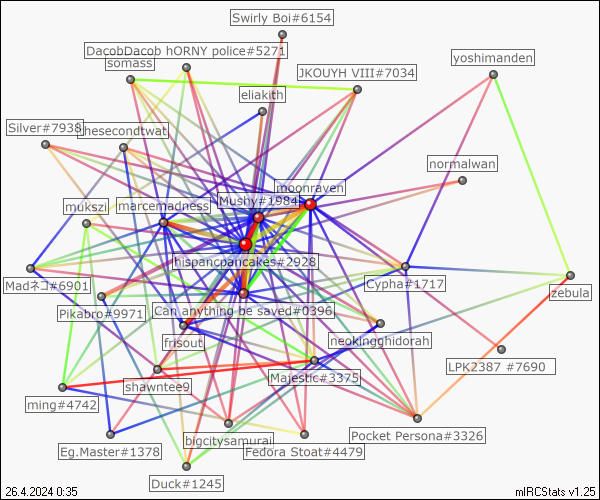 Swirly Boi#6154
DacobDacob hORNY police#5271
somass
yoshimanden
JKOUYH VIII#7034
eliakith
Silver#7938
thesecondtwat
normalwan
moonraven
Mushy#1984
mukszi
marcemadness
hispancpancakes#2928
Madネコ#6901
Cypha#1717
zebula
Pikabro#9971
Can anything be saved#0396
frisout
neokingghidorah
LPK2387 #7690
Majestic#3375
shawntee9
ming#4742
Pocket Persona#3326
bigcitysamurai
Eg.Master#1378
Fedora Stoat#4479
Duck#1245
26.4.2024 0:35
mIRCStats v1.25